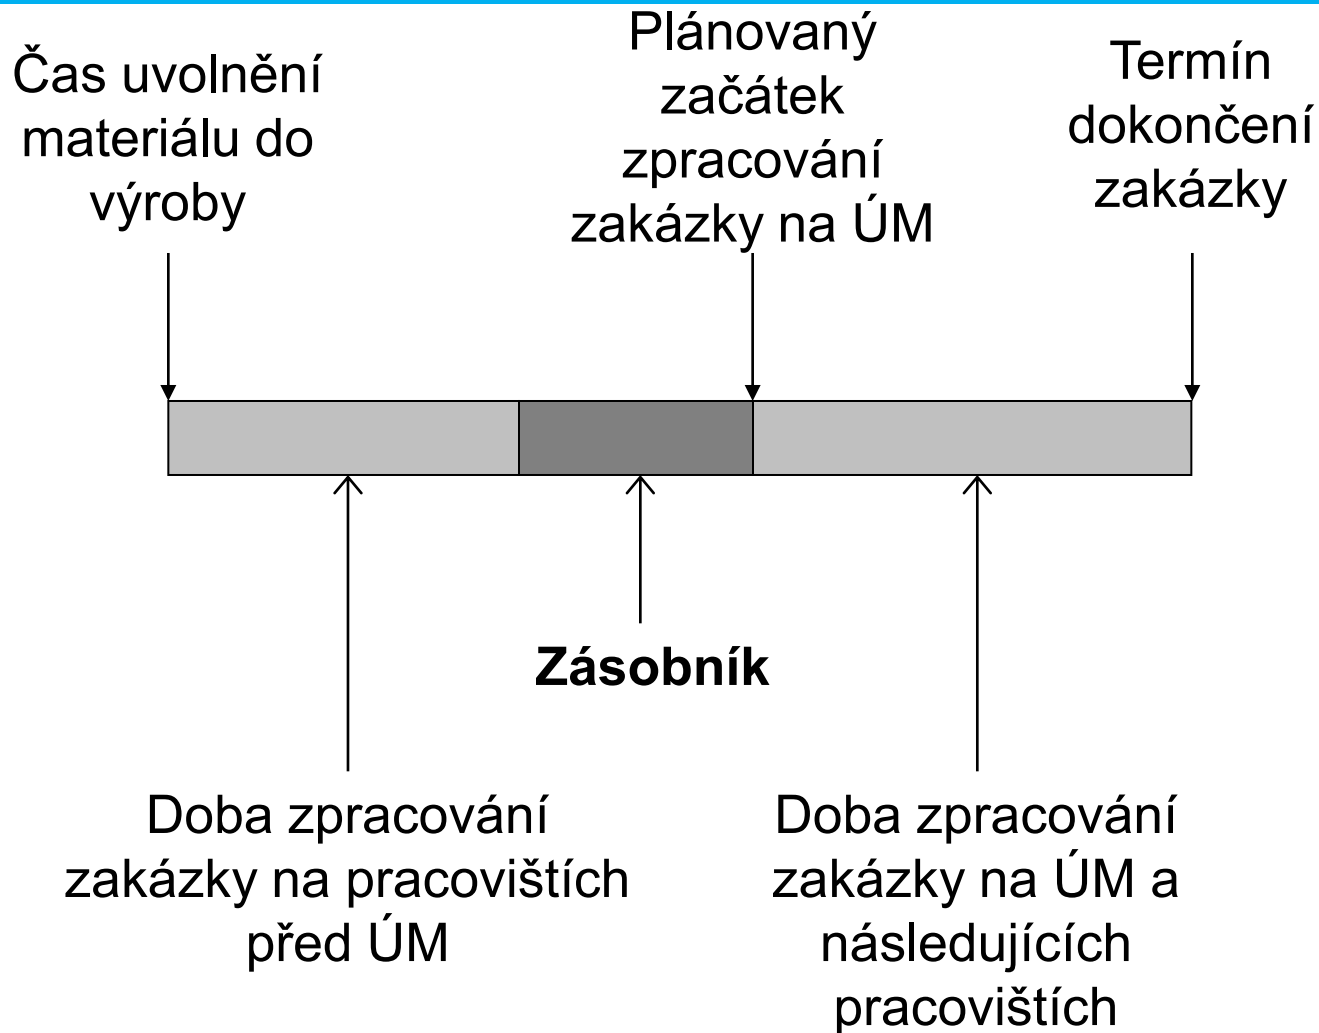 Čas uvolnění
materiálu do
výroby
Plánovaný
začátek
zpracování
zakázky na ÚM
Termín
dokončení
zakázky
Zásobník
Doba zpracování
zakázky na pracovištích
před ÚM
Doba zpracování
zakázky na ÚM a
následujících
pracovištích